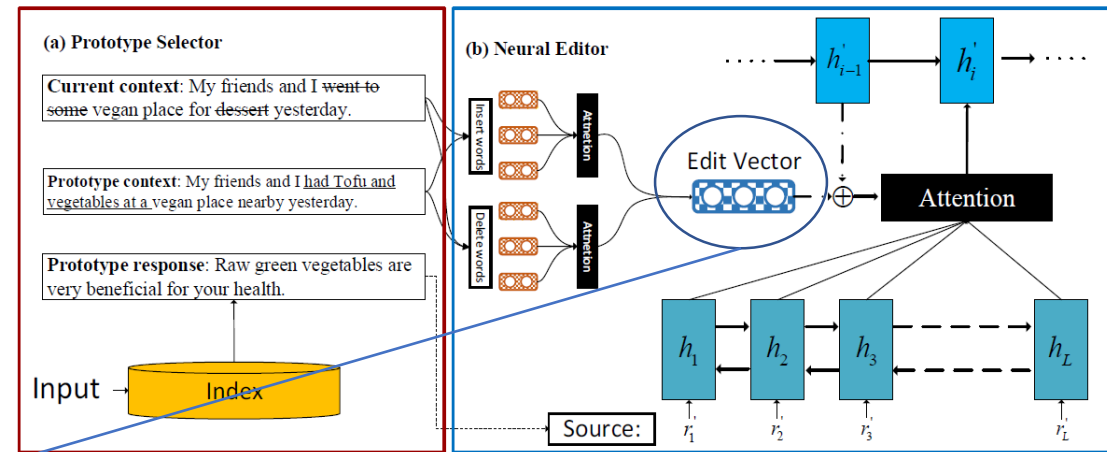 (a) Prototype Selector
Current context: My friends and I went to
some vegan place for dessert yesterday.
Prototype context: My friends and I had Tofu and
vegetables at a vegan place nearby yesterday.
Prototype response: Raw green vegetables are
very beneficial for your health.
Input
Index
(b) Neural Editor
Insert words
Attnetion
Delete words
Attnetion
Edit Vector
h'i-1
h'i
Attention
h1
h2
h3
hL
Source:
r'1
r'2
r'3
r'L